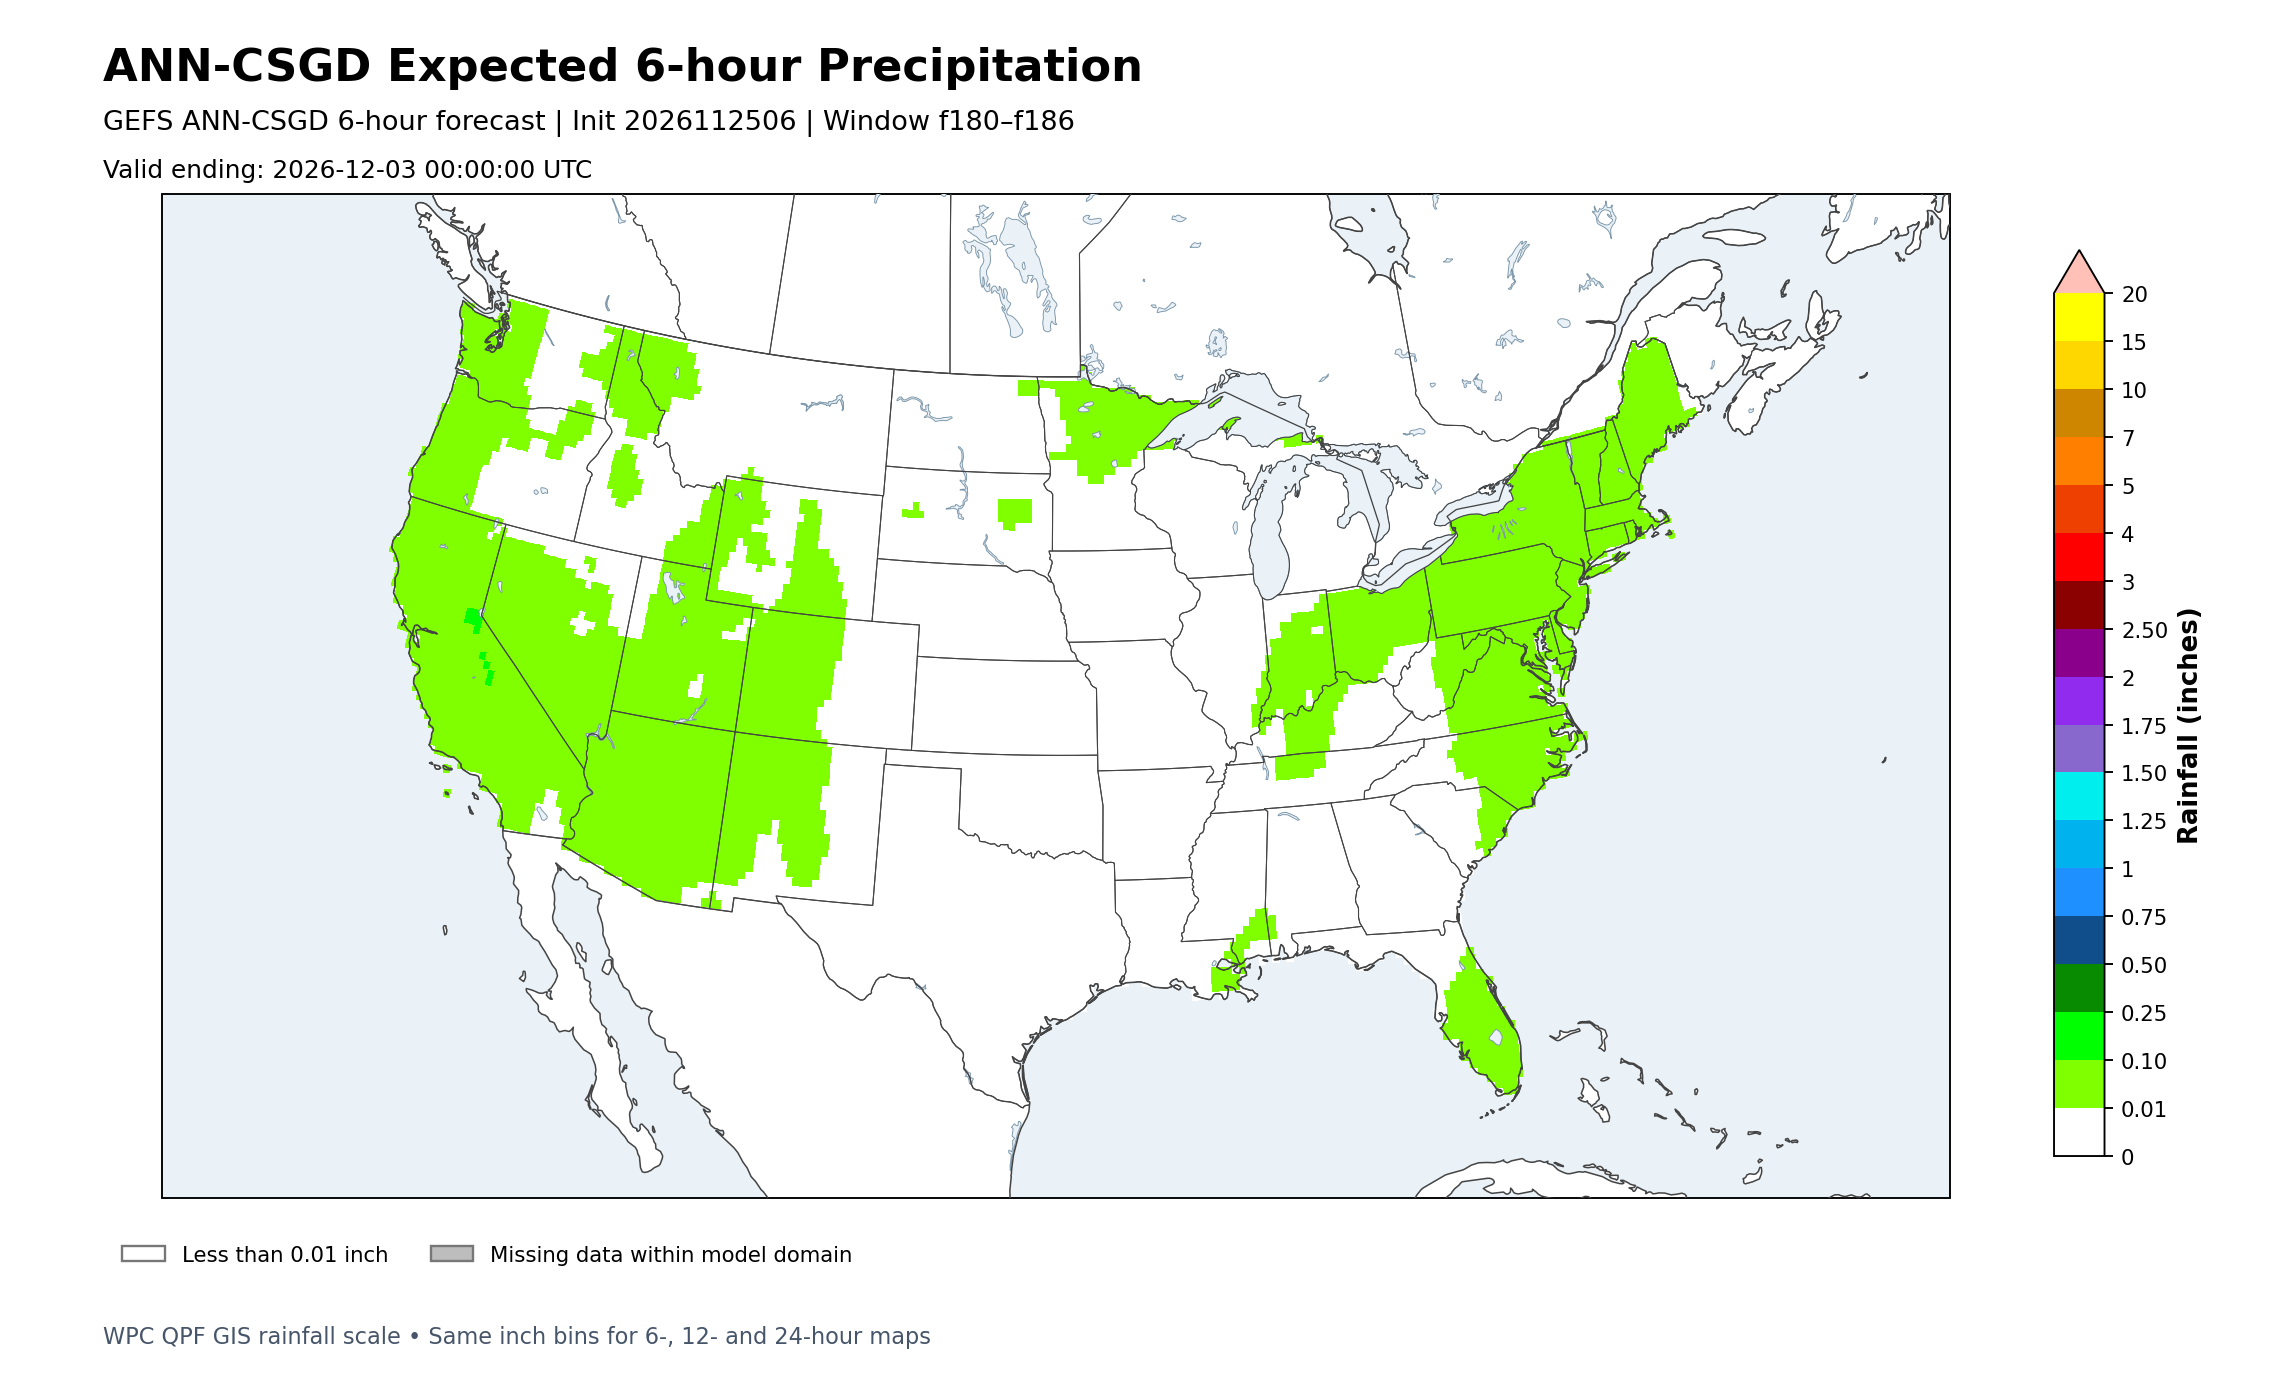 ANN-CSGD Expected 6-hour Precipitation
GEFS ANN-CSGD 6-hour forecast | Init 2026112506 | Window f180–f186
Valid ending: 2026-12-03 00:00:00 UTC
20
15
10
7
5
4
3
2.50
2
1.75
1.50
1.25
1
0.75
0.50
0.25
0.10
0.01
0
Rainfall (inches)
Less than 0.01 inch
Missing data within model domain
WPC QPF GIS rainfall scale • Same inch bins for 6-, 12- and 24-hour maps